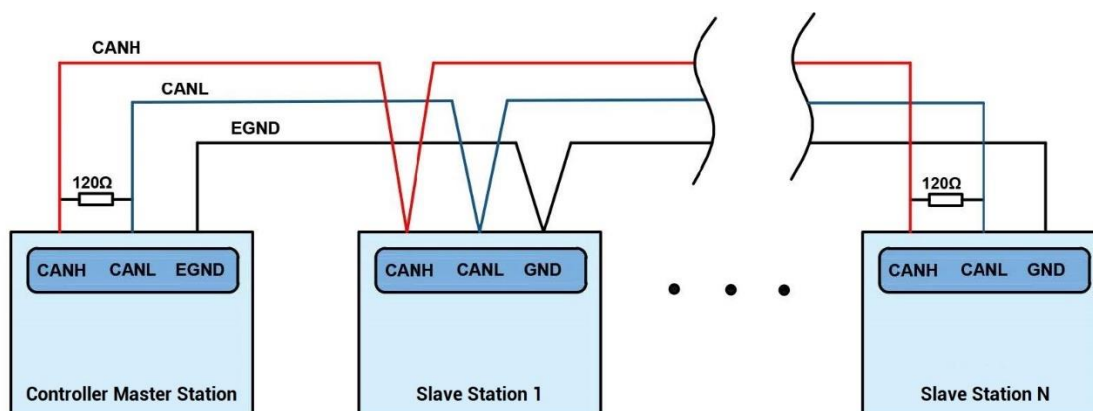 CANH
CANL
EGND
120Ω
120Ω
CANH CANL EGND
CANH CANL GND
CANH CANL GND
Controller Master Station
Slave Station 1
Slave Station N